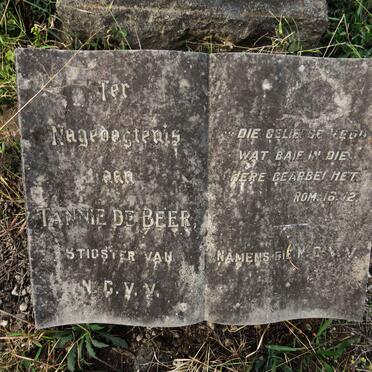 Ter
Nagedagtenis
aan
TANNIE DE BEER,
STIGSTER VAN
N.G.V.V.
DIE GELIEFDE
WAT BAIE IN DIE
HERE GEARBEI HET.
ROM. 16:12.
NAMENS DIE N.G.V.V.